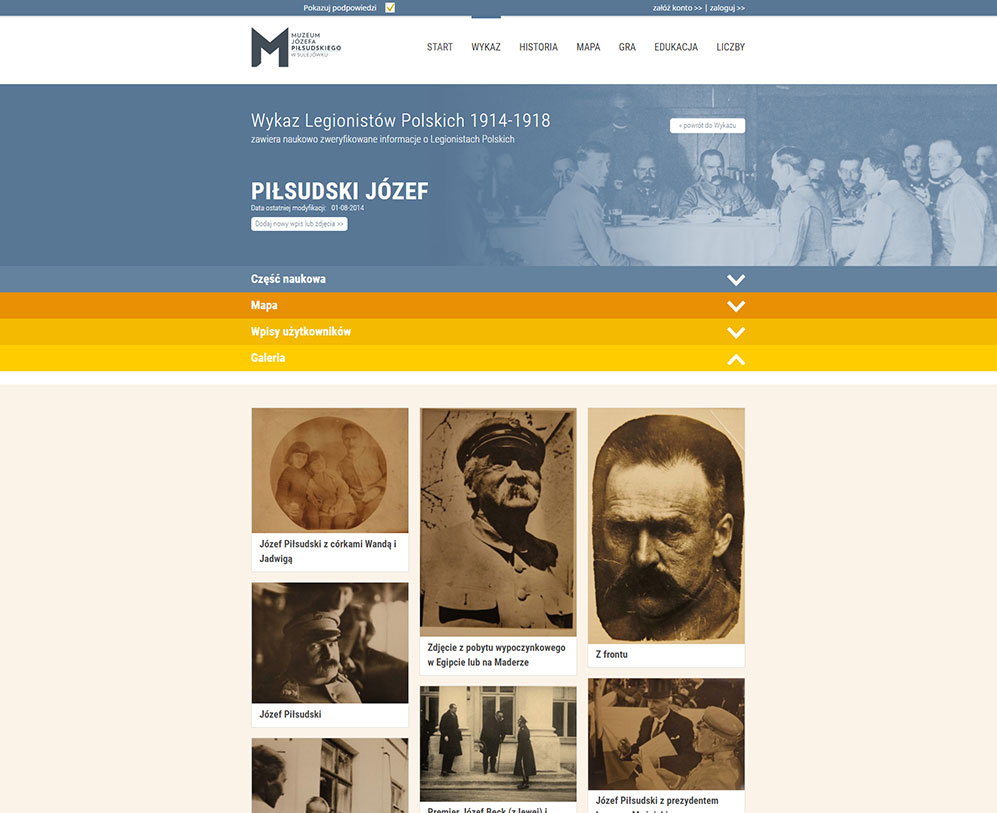 Pokazuj podpowiedzi
załóż konto >> | zaloguj >>
MUZEUM
JÓZEFA
PIŁSUDSKIEGO
W SULEJÓWKU
START WYKAZ HISTORIA MAPA GRA EDUKACJA LICZBY
Wykaz Legionistów Polskich 1914-1918
« powrót do Wykazu
zawiera naukowo zweryfikowane informacje o Legionistach Polskich
PIŁSUDSKI JÓZEF
Data ostatniej modyfikacji: 01-08-2014
Dodaj nowy wpis lub zdjęcia >>
Część naukowa
Mapa
Wpisy użytkowników
Galeria
Józef Piłsudski z córkami Wandą i
Jadwigą
Józef Piłsudski
Zdjęcie z pobytu wypoczynkowego
w Egipcie lub na Maderze
Premier Józef Beck (z lewej) i
Z frontu
Józef Piłsudski z prezydentem